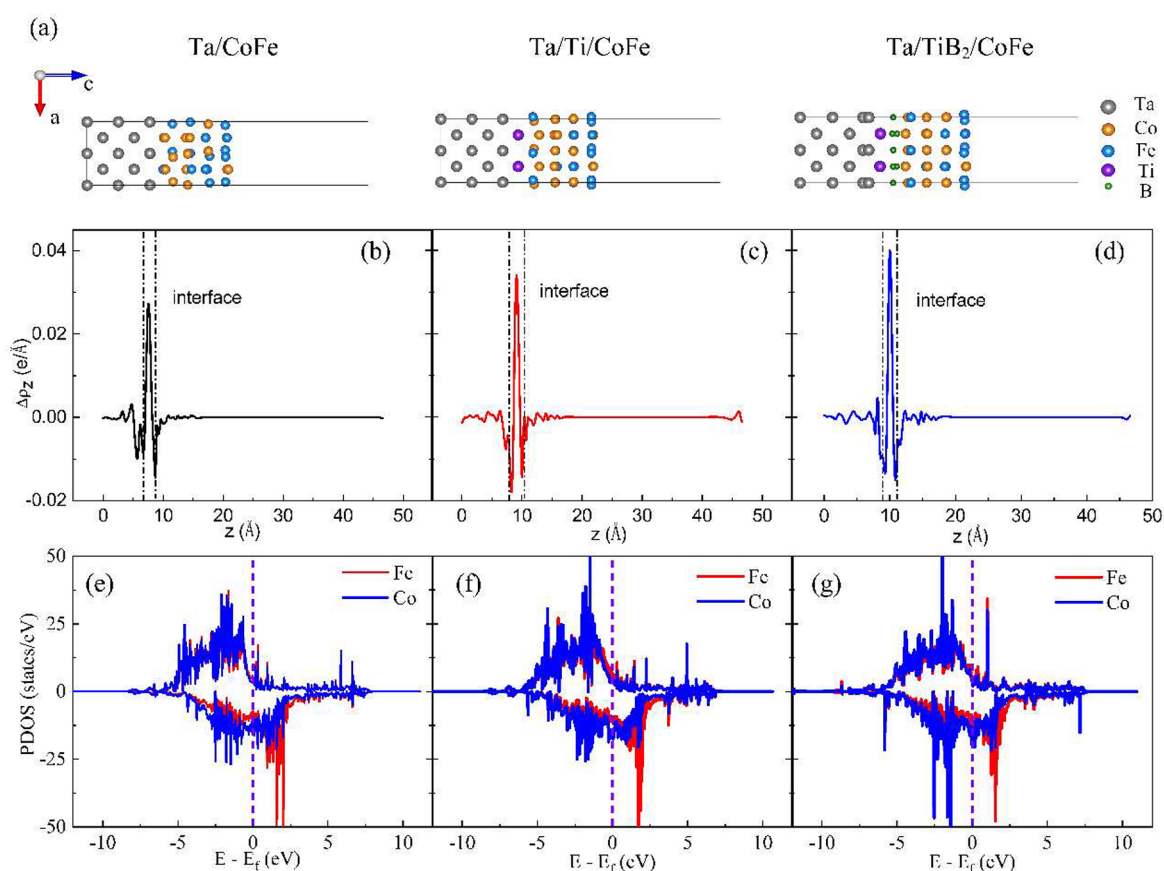 (a)
Ta/CoFe
Ta/Ti/CoFe
Ta/TiB₂/CoFe
c
a
Ta
Co
Fe
Ti
B
(b)
(c)
(d)
interface
interface
interface
0.04
0.02
0.00
-0.02
Δρz (e/Å)
0 10 20 30 40 50
0 10 20 30 40 50
0 10 20 30 40 50
z (Å)
z (Å)
z (Å)
(e)
(f)
(g)
Fe
Co
Fe
Co
Fe
Co
50
25
0
-25
-50
PDOS (states/eV)
-10 -5 0 5 10
-10 -5 0 5 10
-10 -5 0 5 10
E - Ef (eV)
E - Ef (eV)
E - Ef (eV)